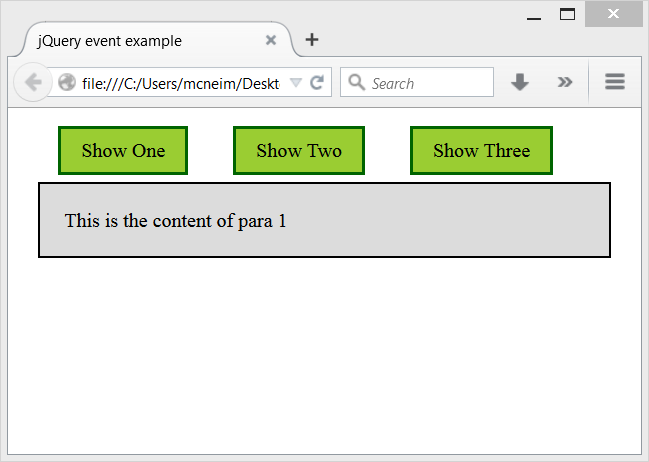 jQuery event example
file:///C:/Users/mcneim/Deskt
Search
Show One
Show Two
Show Three
This is the content of para 1